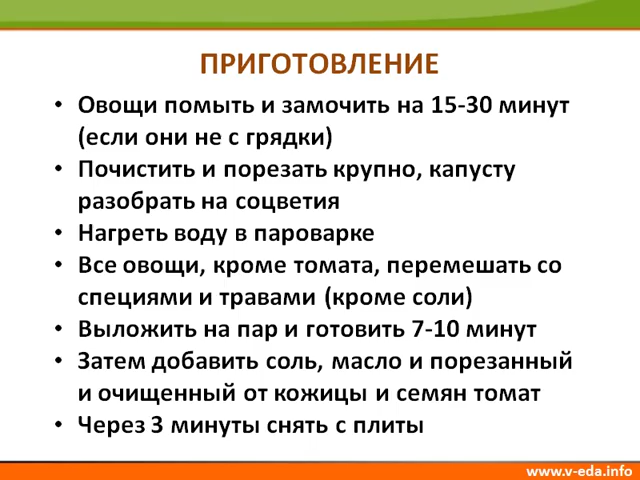 ПРИГОТОВЛЕНИЕ
• Овощи помыть и замочить на 15-30 минут
(если они не с грядки)
• Почистить и порезать крупно, капусту
разобрать на соцветия
• Нагреть воду в пароварке
• Все овощи, кроме томата, перемешать со
специями и травами (кроме соли)
• Выложить на пар и готовить 7-10 минут
• Затем добавить соль, масло и порезанный
и очищенный от кожицы и семян томат
• Через 3 минуты снять с плиты
www.v-eda.info